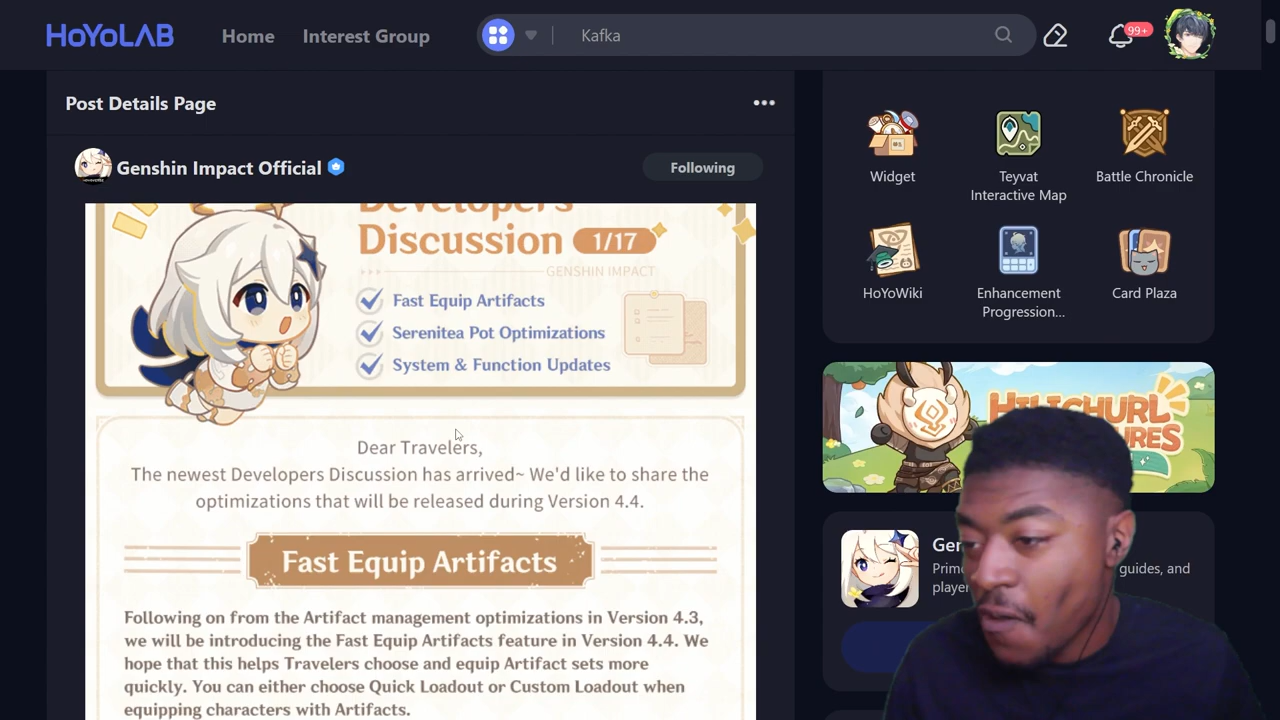 HOYOLAB
Home
Interest Group
Kafka
99+
Post Details Page
Genshin Impact Official
Following
Discussion 1/17
GENSHIN IMPACT
Fast Equip Artifacts
Serenitea Pot Optimizations
System & Function Updates
Dear Travelers,
The newest Developers Discussion has arrived~ We'd like to share the
optimizations that will be released during Version 4.4.
Fast Equip Artifacts
Following on from the Artifact management optimizations in Version 4.3,
we will be introducing the Fast Equip Artifacts feature in Version 4.4. We
hope that this helps Travelers choose and equip Artifact sets more
quickly. You can either choose Quick Loadout or Custom Loadout when
equipping characters with Artifacts.
Widget
Teyvat
Interactive Map
Battle Chronicle
HoYoWiki
Enhancement
Progression...
Card Plaza
guides, and